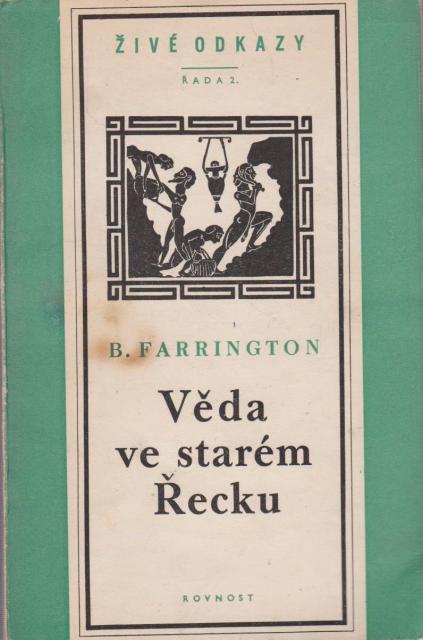 ŽIVÉ ODKAZY
ŘADA 2.
B. FARRINGTON
Věda
ve starém
Řecku
ROVNOST